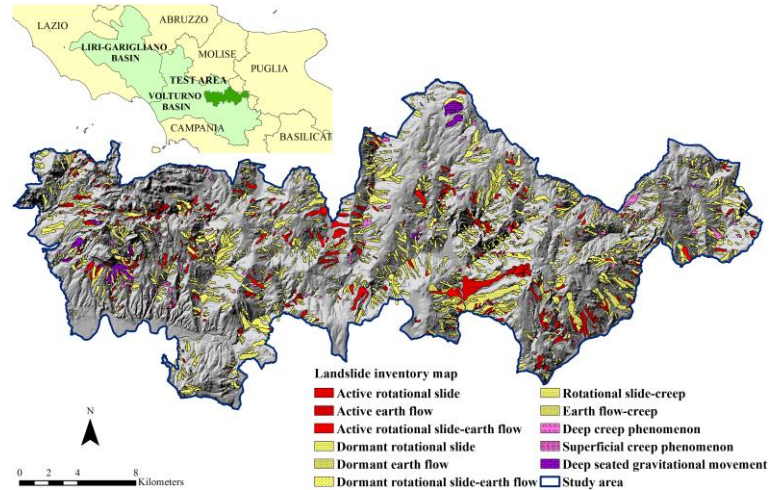 LAZIO
ABRUZZO
LIRI-GARIGLIANO
BASIN
MOLISE
TEST AREA
PUGLIA
VOLTURNO
BASIN
CAMPANIA
BASILICAT
Landslide inventory map
Active rotational slide
Active earth flow
Active rotational slide-earth flow
Dormant rotational slide
Dormant earth flow
Dormant rotational slide-earth flow
Rotational slide-creep
Earth flow-creep
Deep creep phenomenon
Superficial creep phenomenon
Deep seated gravitational movement
Study area
N
0 2 4 8
Kilometers